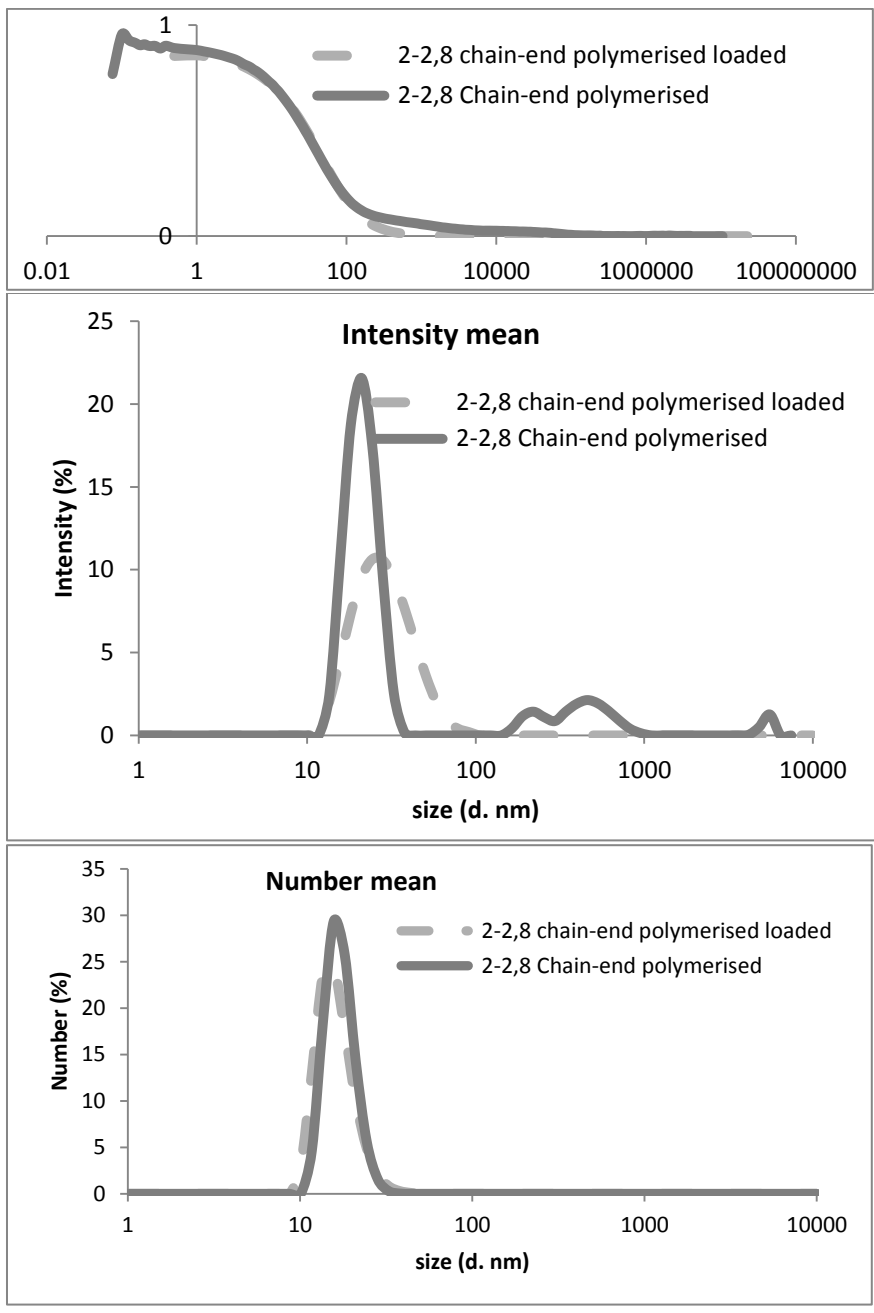 1
2-2,8 chain-end polymerised loaded
2-2,8 Chain-end polymerised
0
0.01 1 100 10000 1000000 100000000
Intensity mean
25
20
15
10
5
0
2-2,8 chain-end polymerised loaded
2-2,8 Chain-end polymerised
Intensity (%)
1 10 100 1000 10000
size (d. nm)
Number mean
35
30
25
20
15
10
5
0
2-2,8 chain-end polymerised loaded
2-2,8 Chain-end polymerised
Number (%)
1 10 100 1000 10000
size (d. nm)